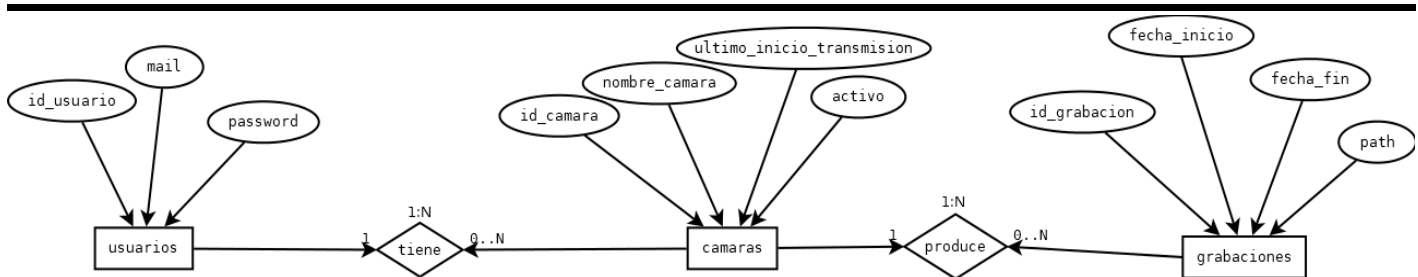 fecha_inicio
ultimo_inicio_transmision
mail
fecha_fin
nombre_camara
activo
id_usuario
id_grabacion
id_camara
password
path
1:N
1:N
usuarios
1
tiene
0..N
camaras
1
produce
0..N
grabaciones